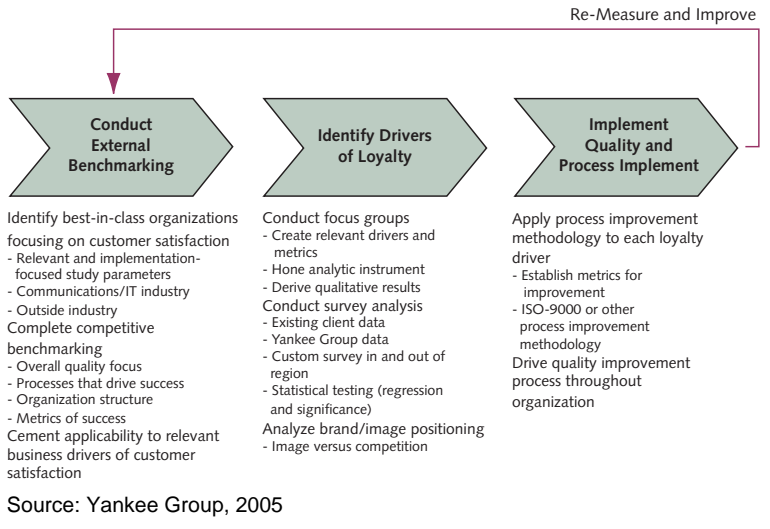 Re-Measure and Improve
Conduct
External
Benchmarking
Identify Drivers
of Loyalty
Implement
Quality and
Process Implement
Identify best-in-class organizations
focusing on customer satisfaction
- Relevant and implementation-
focused study parameters
- Communications/IT industry
- Outside industry
Complete competitive
benchmarking
- Overall quality focus
- Processes that drive success
- Organization structure
- Metrics of success
Cement applicability to relevant
business drivers of customer
satisfaction
Conduct focus groups
- Create relevant drivers and
metrics
- Hone analytic instrument
- Derive qualitative results
Conduct survey analysis
- Existing client data
- Yankee Group data
- Custom survey in and out of
region
- Statistical testing (regression
and significance)
Analyze brand/image positioning
- Image versus competition
Apply process improvement
methodology to each loyalty
driver
- Establish metrics for
improvement
- ISO-9000 or other
process improvement
methodology
Drive quality improvement
process throughout
organization
Source: Yankee Group, 2005